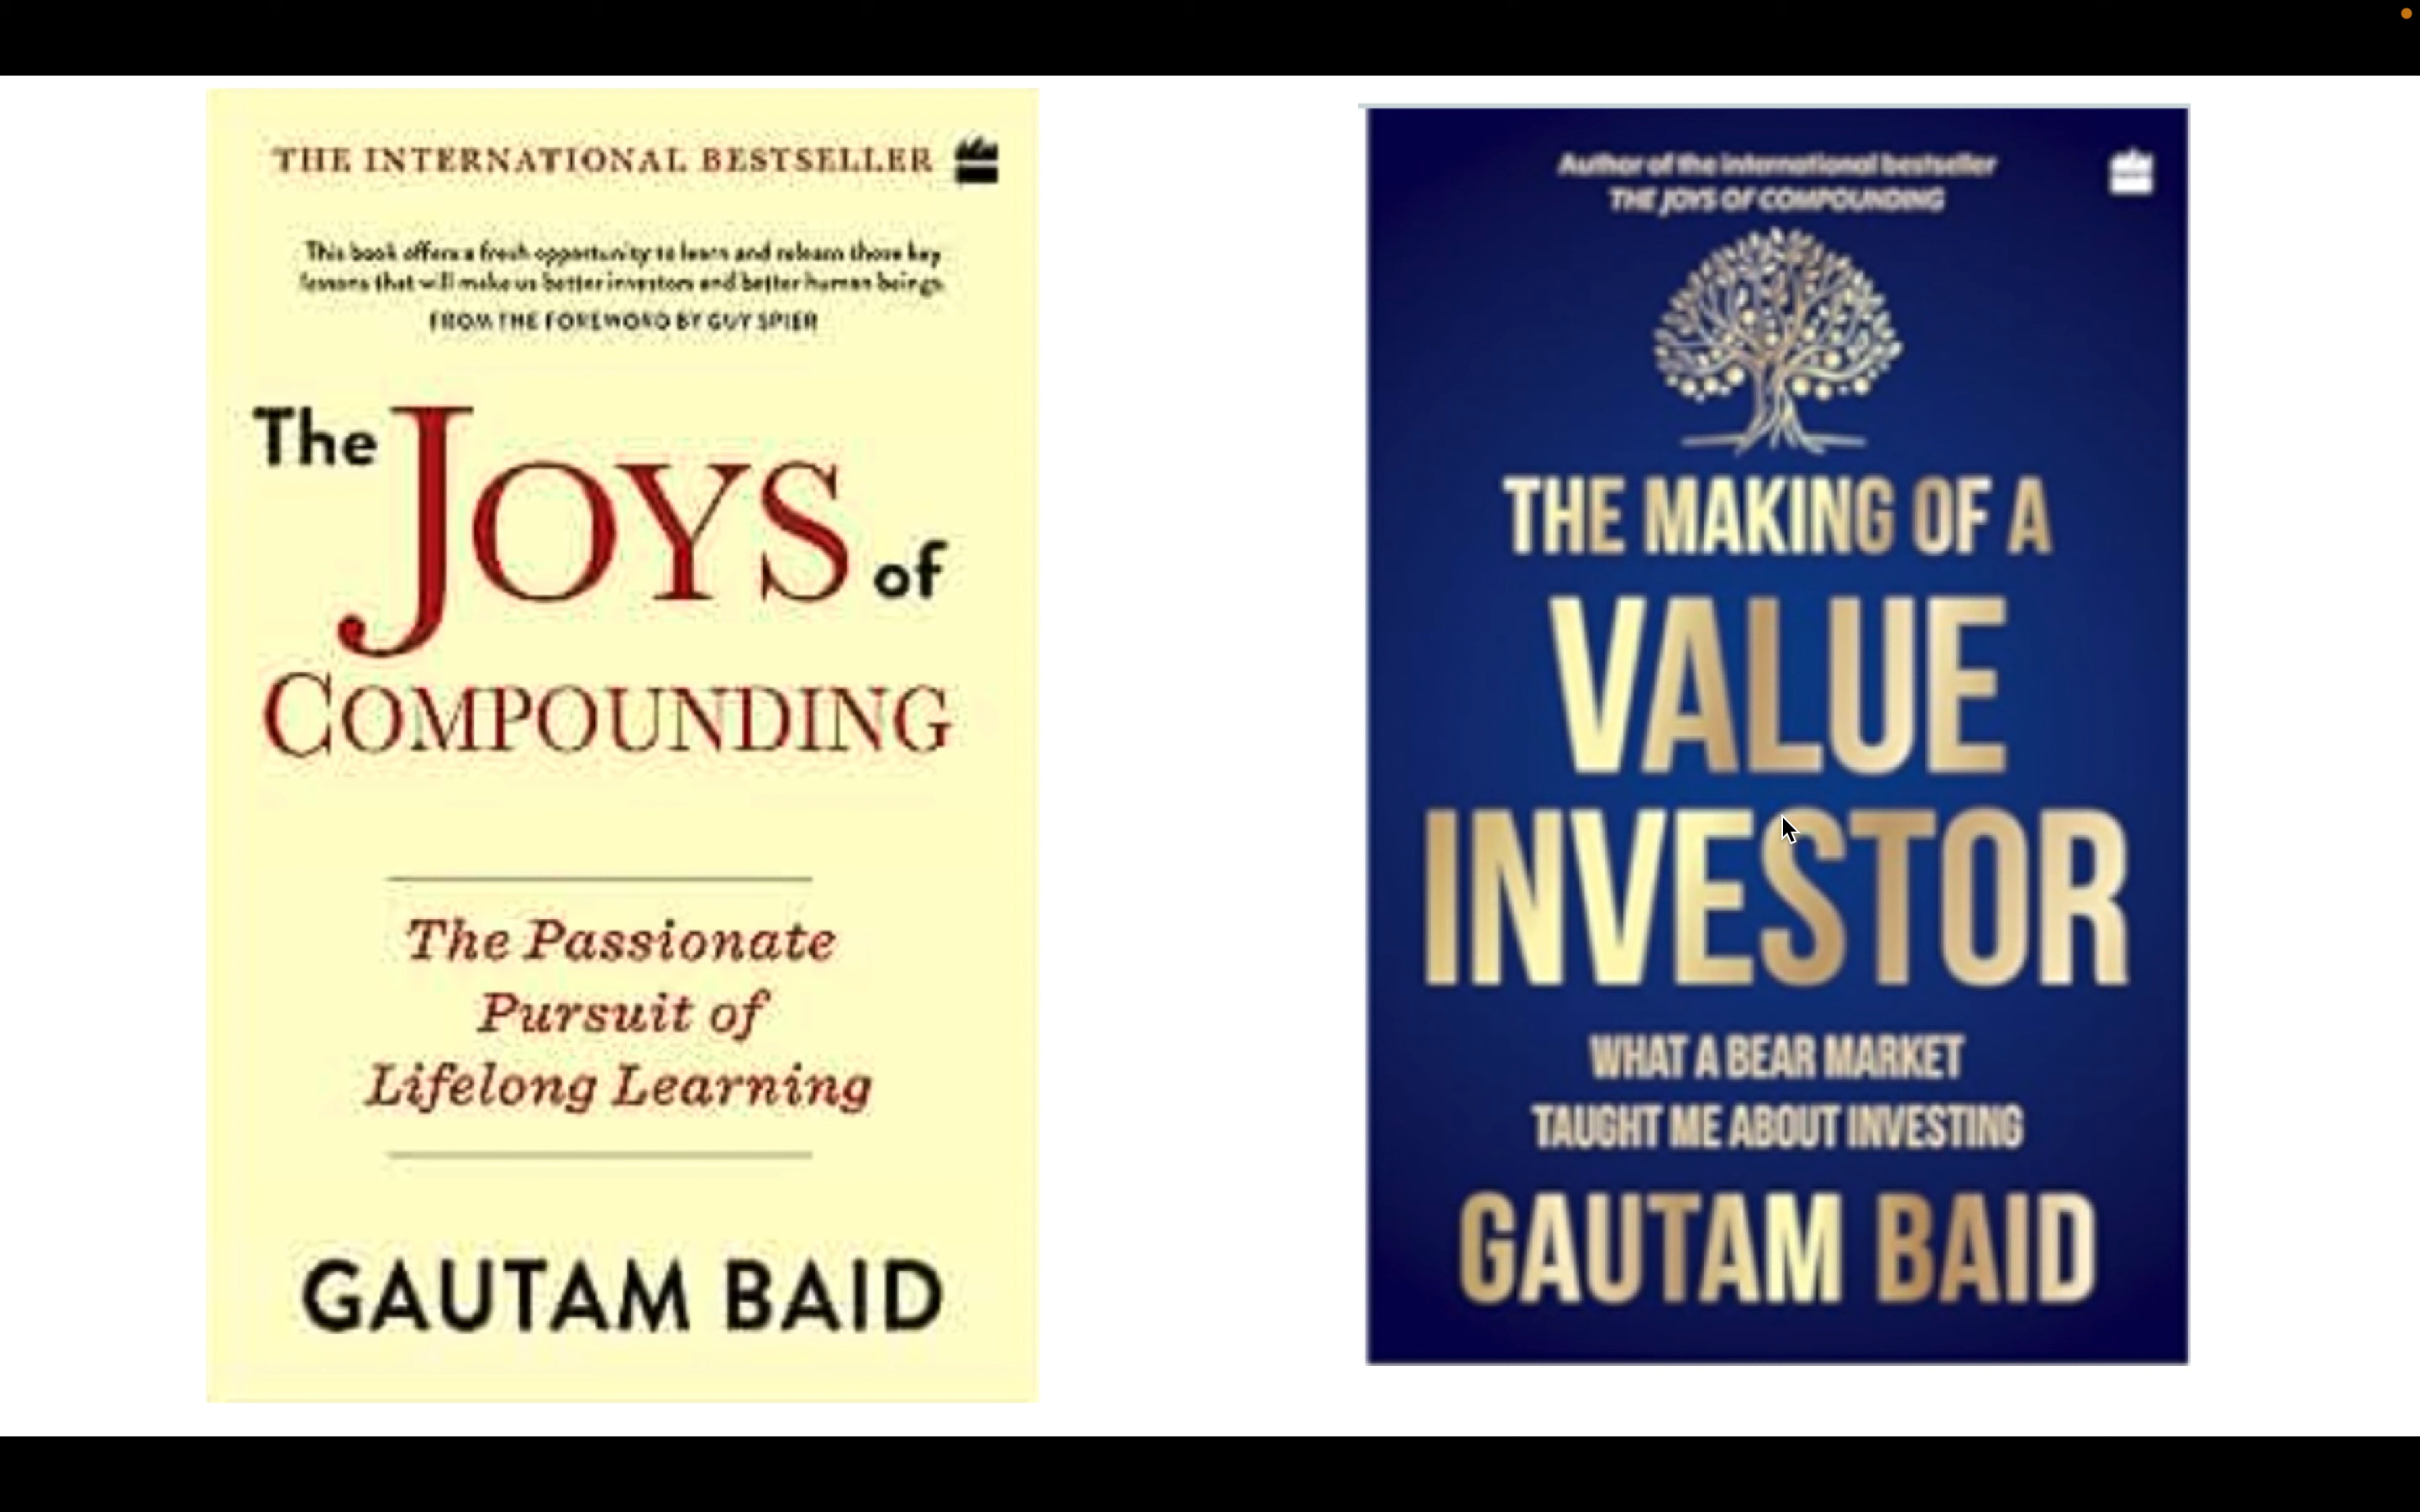 THE INTERNATIONAL BESTSELLER
This book offers a fresh opportunity to learn and relearn those key
lessons that will make us better investors and better human beings.
FROM THE FOREWORD BY GUY SPIER
The JOYS of
COMPOUNDING
The Passionate
Pursuit of
Lifelong Learning
GAUTAM BAID
Author of the international bestseller
THE JOYS OF COMPOUNDING
THE MAKING OF A
VALUE
INVESTOR
WHAT A BEAR MARKET
TAUGHT ME ABOUT INVESTING
GAUTAM BAID